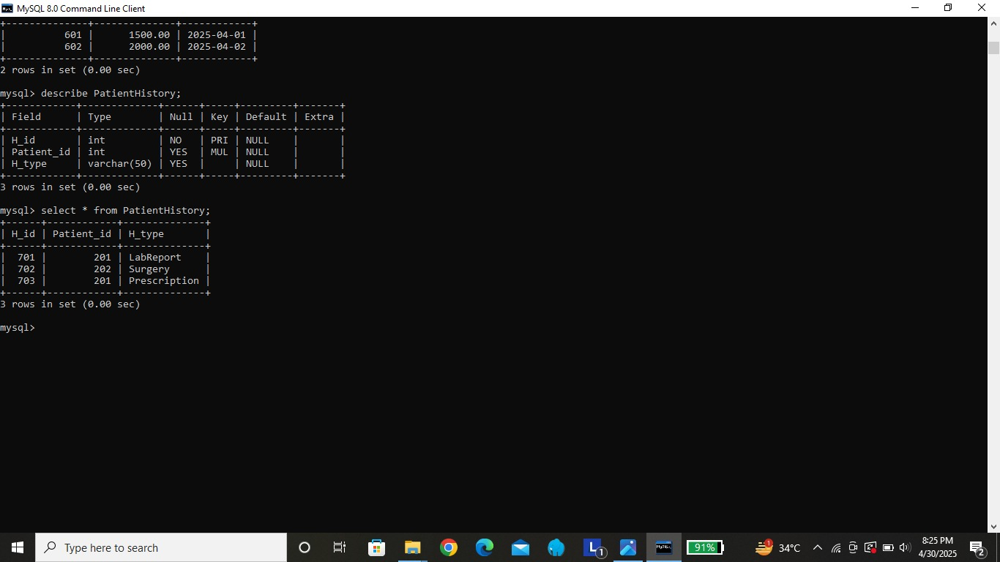 MySQL 8.0 Command Line Client
+--------------+--------------+------------+
|          601 |      1500.00 | 2025-04-01 |
|          602 |      2000.00 | 2025-04-02 |
+--------------+--------------+------------+
2 rows in set (0.00 sec)
mysql> describe PatientHistory;
+------------+-------------+------+-----+---------+-------+
| Field      | Type        | Null | Key | Default | Extra |
+------------+-------------+------+-----+---------+-------+
| H_id       | int         | NO   | PRI | NULL    |       |
| Patient_id | int         | YES  | MUL | NULL    |       |
| H_type     | varchar(50) | YES  |     | NULL    |       |
+------------+-------------+------+-----+---------+-------+
3 rows in set (0.00 sec)
mysql> select * from PatientHistory;
+------+------------+--------------+
| H_id | Patient_id | H_type       |
+------+------------+--------------+
|  701 |        201 | LabReport    |
|  702 |        202 | Surgery      |
|  703 |        201 | Prescription |
+------+------------+--------------+
3 rows in set (0.00 sec)
mysql>
Type here to search
L
1
MySQL
91%
1
34°C
8:25 PM
4/30/2025
2